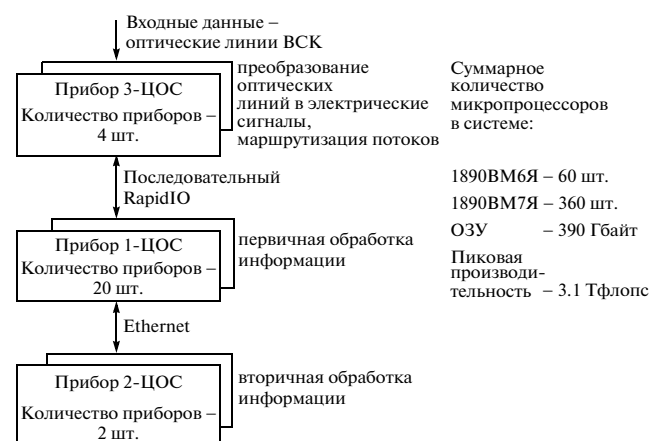 Входные данные –
оптические линии ВСК
Прибор 3-ЦОС
Количество приборов –
4 шт.
преобразование
оптических
линий в электрические
сигналы,
маршрутизация потоков
Последовательный
RapidIO
Прибор 1-ЦОС
Количество приборов –
20 шт.
первичная обработка
информации
Ethernet
Прибор 2-ЦОС
Количество приборов –
2 шт.
вторичная обработка
информации
Суммарное
количество
микропроцессоров
в системе:
1890ВМ6Я – 60 шт.
1890ВМ7Я – 360 шт.
ОЗУ – 390 Гбайт
Пиковая
производи-
тельность – 3.1 Тфлопс